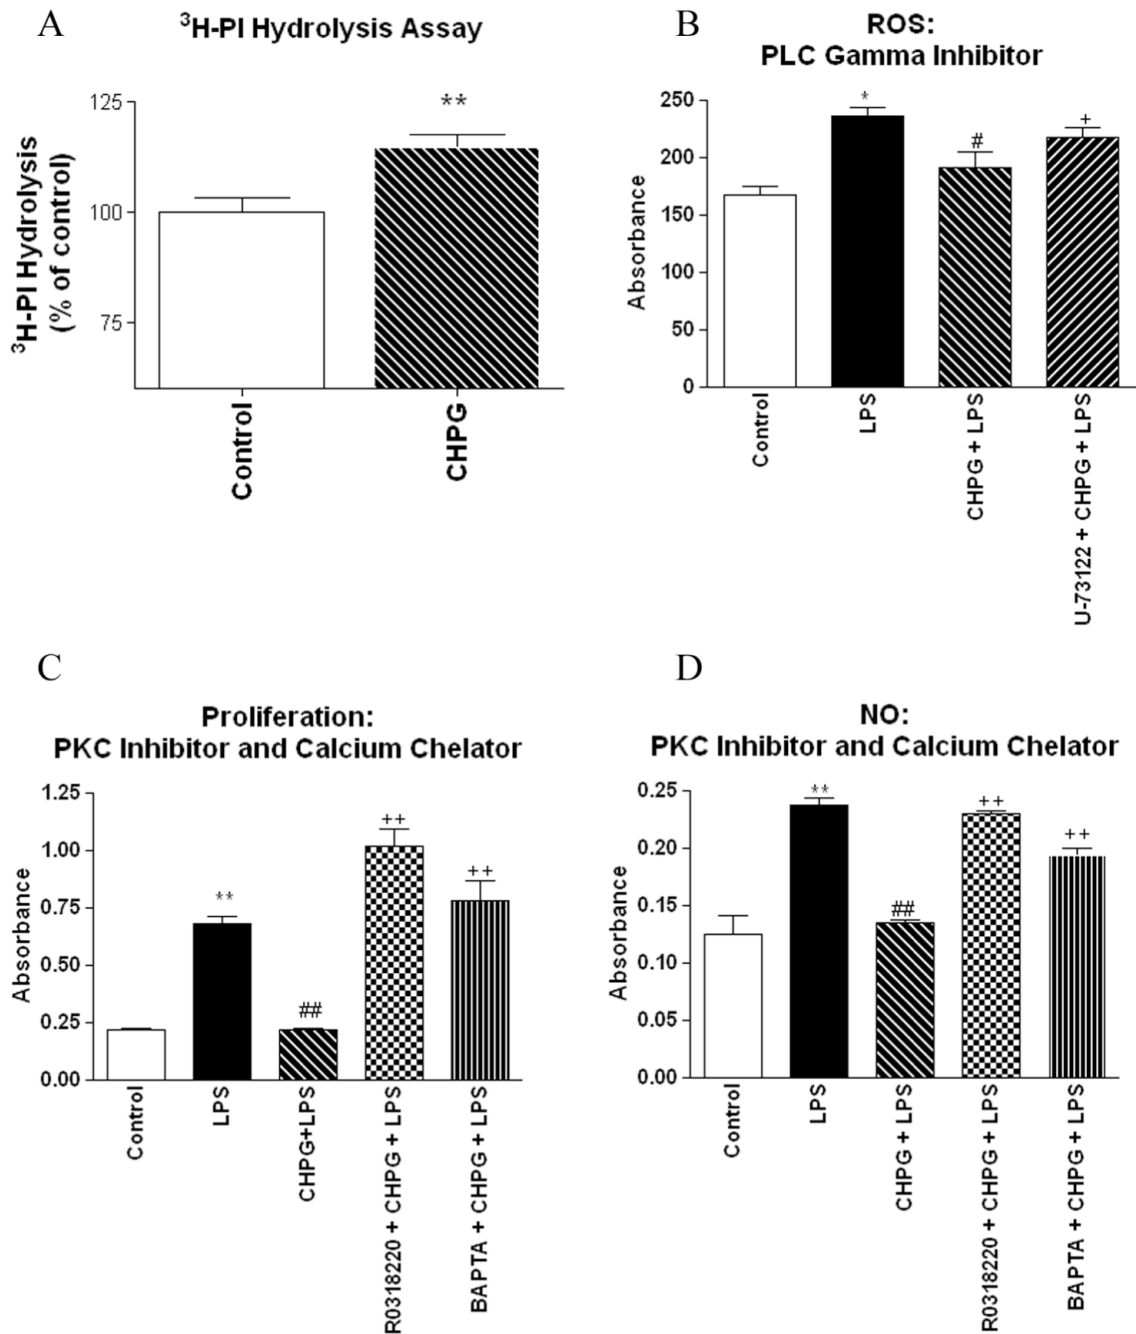 A
³H-PI Hydrolysis Assay
³H-PI Hydrolysis
(% of control)
125
100
75
**
Control
CHPG
B
ROS:
PLC Gamma Inhibitor
Absorbance
250
200
150
100
50
0
*
#
+
Control
LPS
CHPG + LPS
U-73122 + CHPG + LPS
C
Proliferation:
PKC Inhibitor and Calcium Chelator
Absorbance
1.25
1.00
0.75
0.50
0.25
0.00
**
##
++
++
Control
LPS
CHPG+LPS
R0318220 + CHPG + LPS
BAPTA + CHPG + LPS
D
NO:
PKC Inhibitor and Calcium Chelator
Absorbance
0.25
0.20
0.15
0.10
0.05
0.00
**
##
++
++
Control
LPS
CHPG + LPS
R0318220 + CHPG + LPS
BAPTA + CHPG + LPS